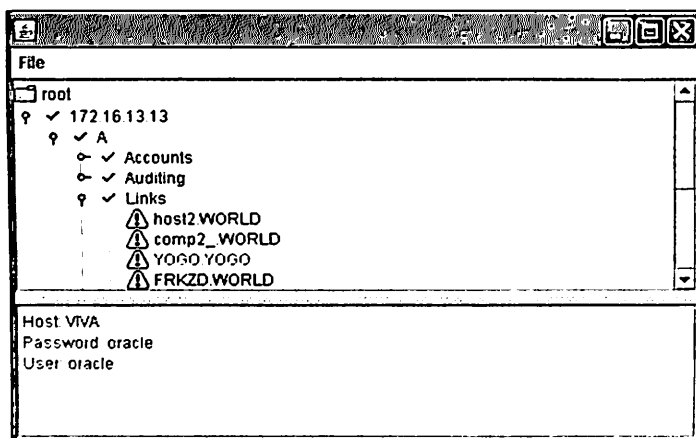 File
root
172.16.13.13
A
Accounts
Auditing
Links
host2.WORLD
comp2_.WORLD
YOGO.YOGO
FRKZD.WORLD
Host: VIVA
Password: oracle
User: oracle